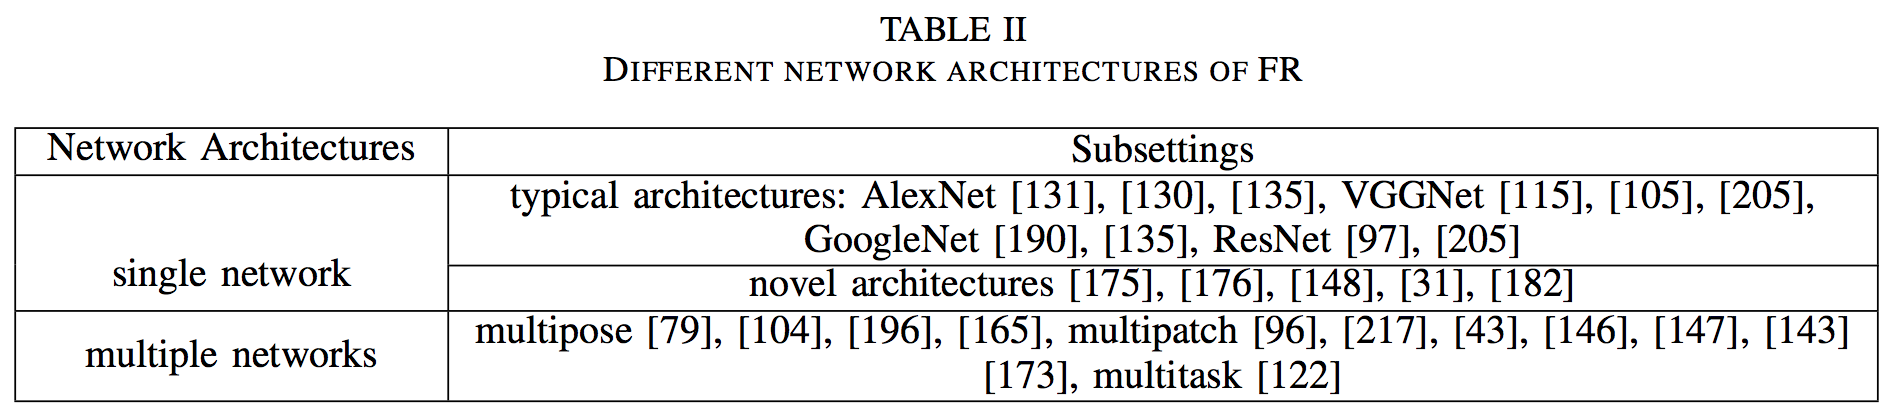 TABLE II
DIFFERENT NETWORK ARCHITECTURES OF FR
Network Architectures
Subsettings
single network
typical architectures: AlexNet [131], [130], [135], VGGNet [115], [105], [205],
GoogleNet [190], [135], ResNet [97], [205]
novel architectures [175], [176], [148], [31], [182]
multiple networks
multipose [79], [104], [196], [165], multipatch [96], [217], [43], [146], [147], [143]
[173], multitask [122]